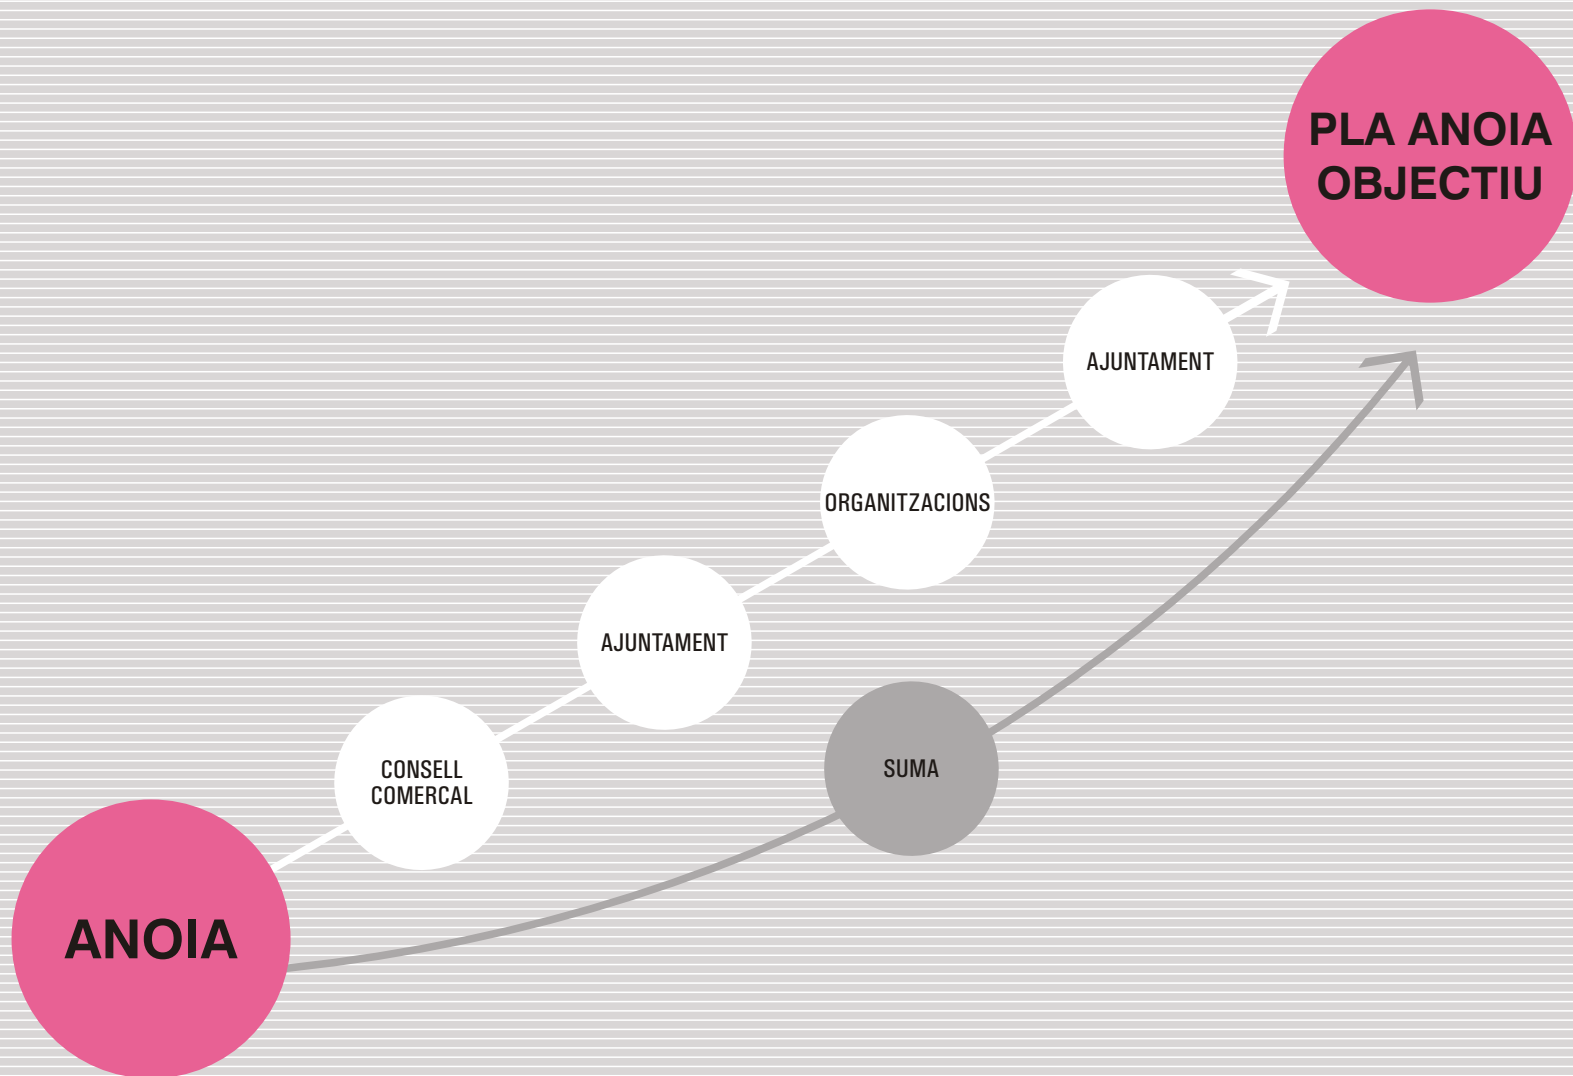 PLA ANOIA
OBJECTIU
AJUNTAMENT
ORGANITZACIONS
AJUNTAMENT
SUMA
CONSELL
COMERCAL
ANOIA